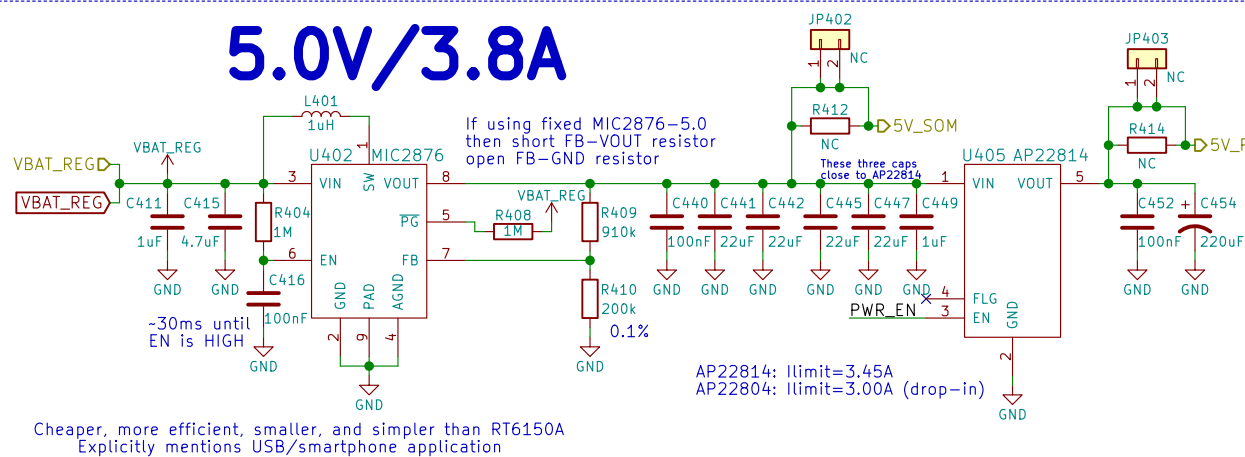 5.0V/3.8A
JP402
1
2
NC
JP403
1
2
NC
L401
1uH
If using fixed MIC2876-5.0
then short FB-VOUT resistor
open FB-GND resistor
R412
NC
5V_SOM
R414
NC
VBAT_REG
VBAT_REG
VBAT_REG
U402
MIC2876
1
SW
3
VIN
VOUT
8
These three caps
close to AP22814
U405
AP22814
1
VIN
VOUT
5
C411
1uF
C415
4.7uF
R404
1M
5
PG
R408
1M
VBAT_REG
R409
910k
C440
100nF
C441
22uF
C442
22uF
C445
22uF
C447
22uF
C449
1uF
C452
100nF
C454
+
220uF
6
EN
FB
7
GND
GND
C416
100nF
GND
PAD
AGND
2
9
4
R410
200k
0.1%
GND
GND
GND
GND
GND
GND
GND
GND
4
FLG
PWR_EN
3
EN
GND
2
~30ms until
EN is HIGH
GND
GND
GND
GND
AP22814: Ilimit=3.45A
AP22804: Ilimit=3.00A (drop-in)
Cheaper, more efficient, smaller, and simpler than RT6150A
Explicitly mentions USB/smartphone application